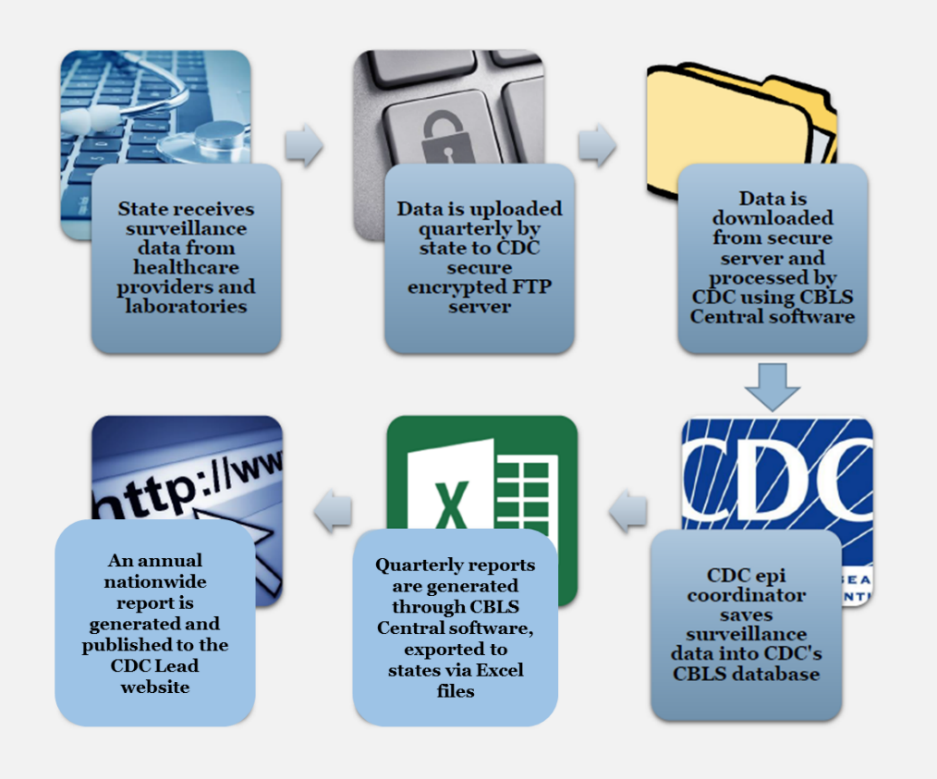 State receives
surveillance
data from
healthcare
providers and
laboratories
Data is uploaded
quarterly by
state to CDC
secure
encrypted FTP
server
Data is
downloaded
from secure
server and
processed by
CDC using CBLS
Central software
CDC
SEA
NTI
CDC epi
coordinator
saves
surveillance
data into CDC's
CBLS database
X
Quarterly reports
are generated
through CBLS
Central software,
exported to
states via Excel
files
http://ww
An annual
nationwide
report is
generated and
published to the
CDC Lead
website